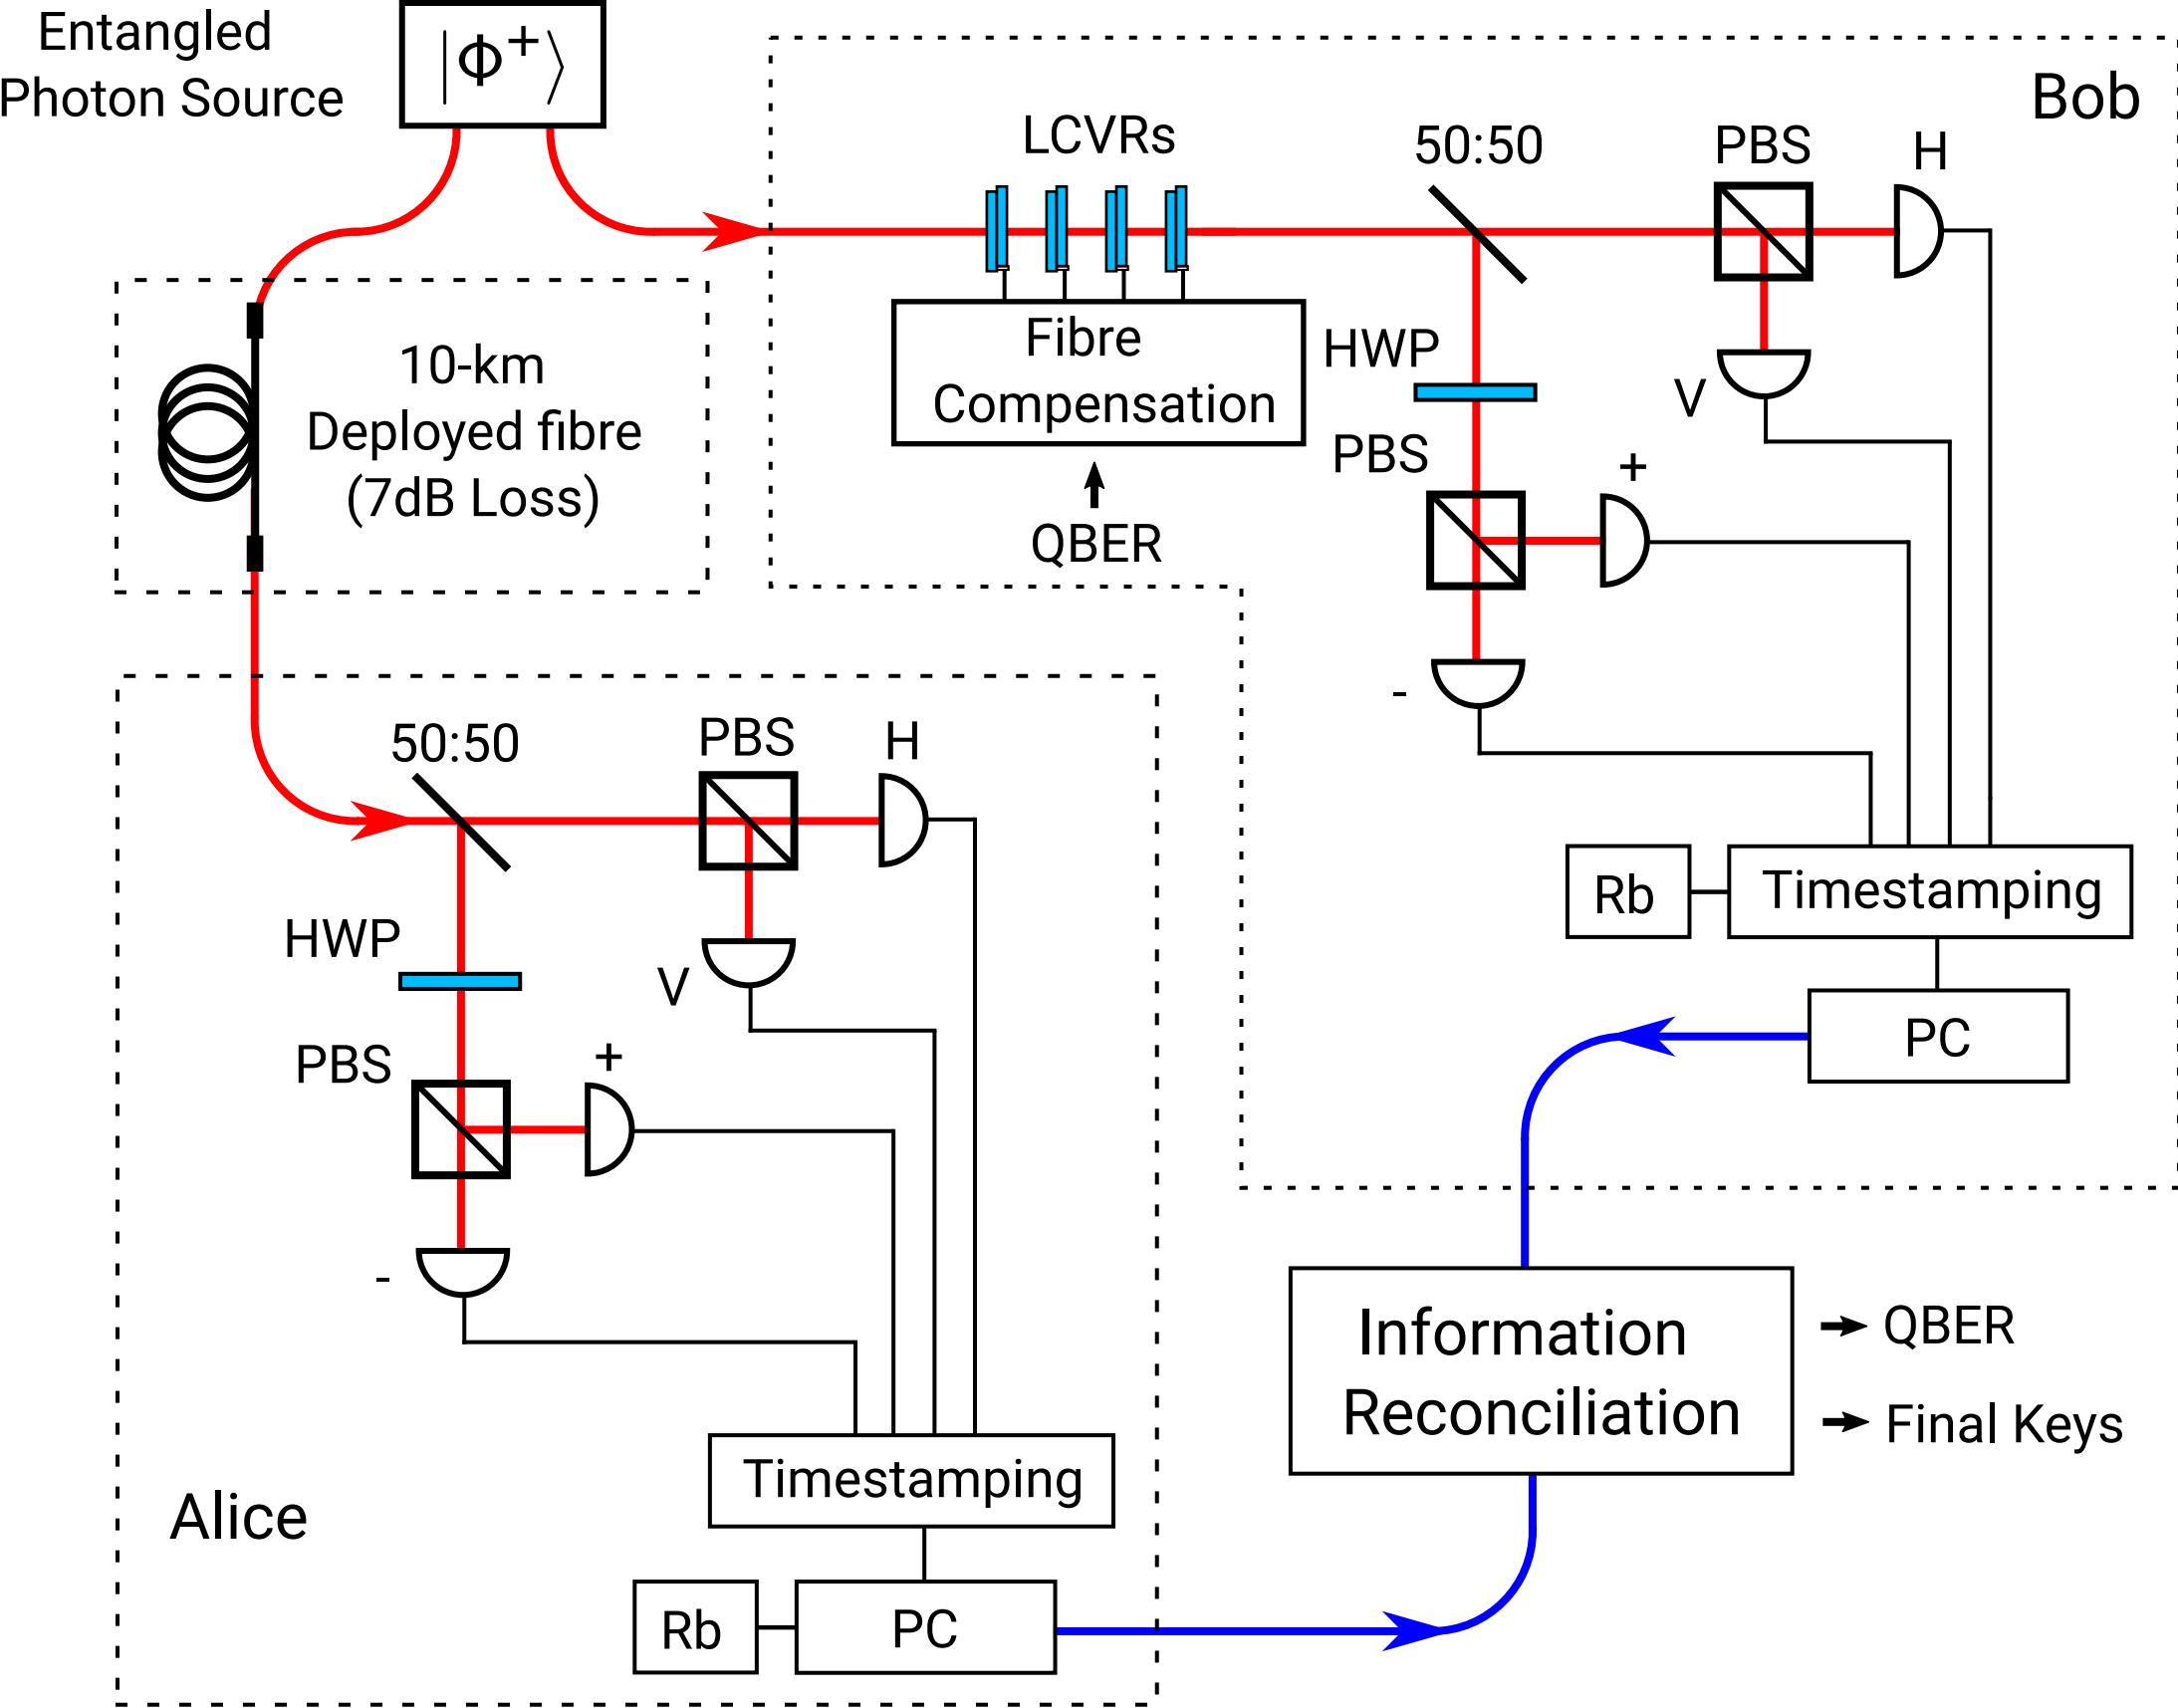 Entangled
Photon Source
|Φ+⟩
Bob
LCVRs
50:50
PBS
H
Fibre
Compensation
HWP
V
10-km
Deployed fibre
(7dB Loss)
PBS
+
QBER
-
50:50
PBS
H
Rb
Timestamping
HWP
V
PC
PBS
+
-
Information
Reconciliation
QBER
Final Keys
Timestamping
Alice
Rb
PC